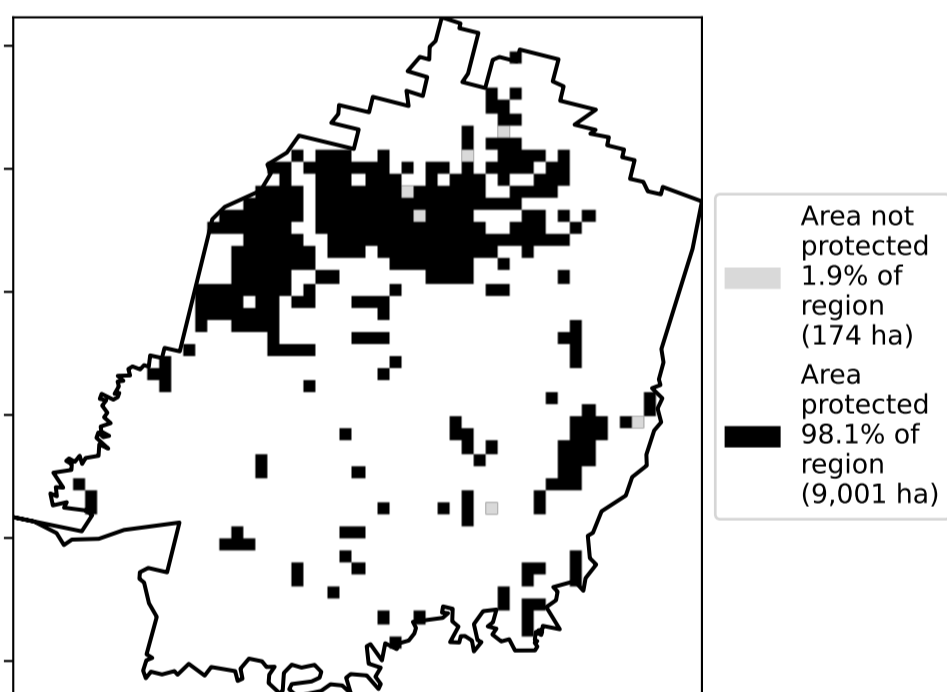 Area not
protected
1.9% of
region
(174 ha)
Area
protected
98.1% of
region
(9,001 ha)